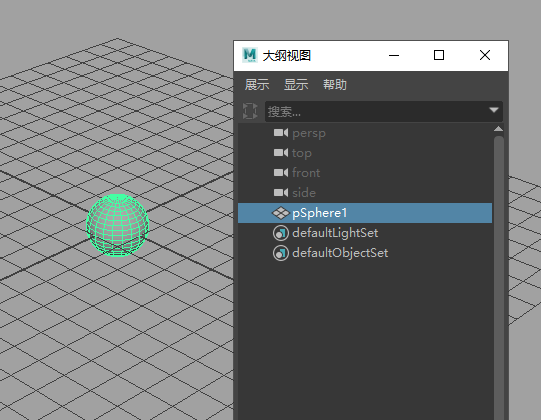 大纲视图
展示 显示 帮助
搜索...
persp
top
front
side
pSphere1
defaultLightSet
defaultObjectSet